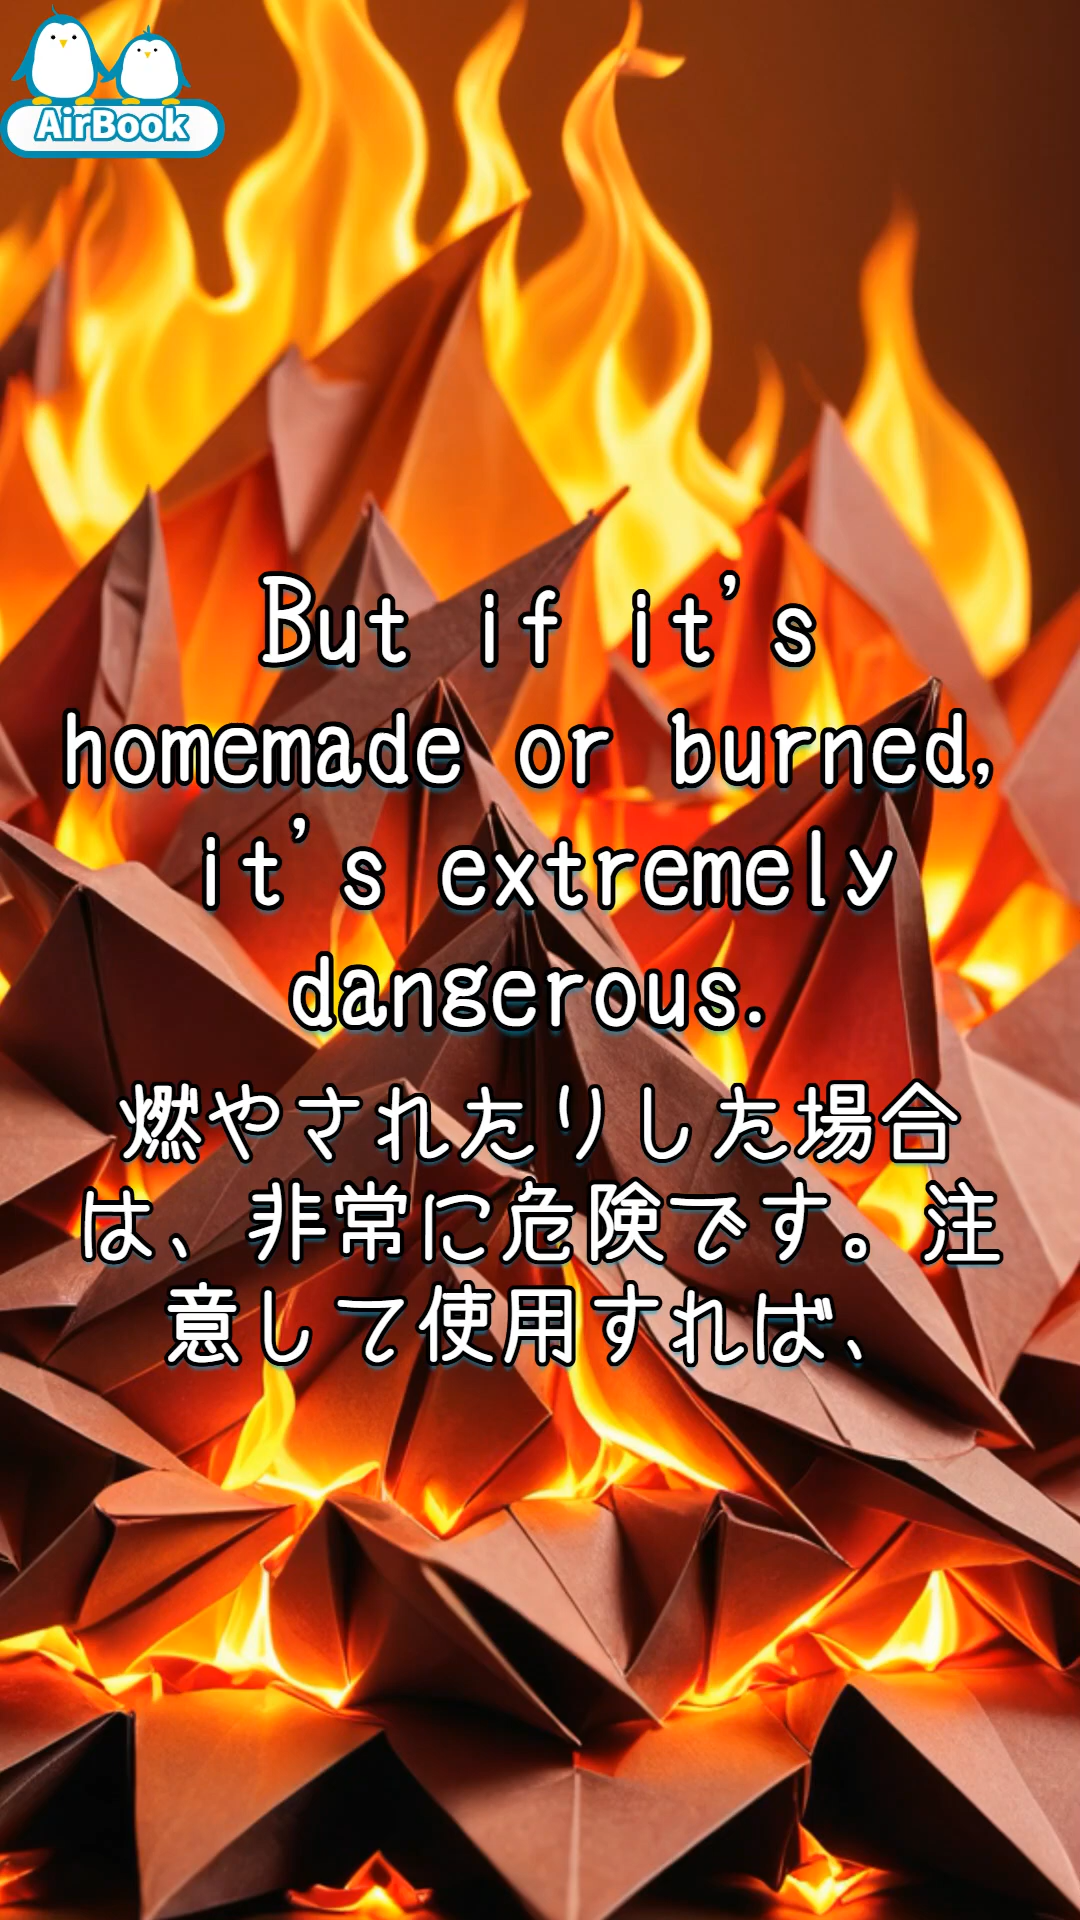 AirBook
But if it's
homemade or burned,
it's extremely
dangerous.
燃やされたりした場合
は、非常に危険です。注
意して使用すれば、